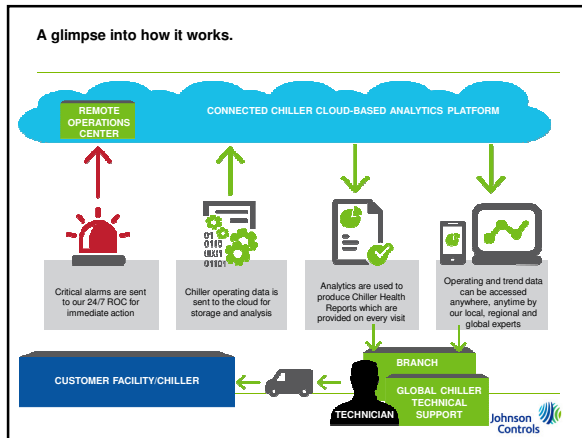 A glimpse into how it works.
REMOTE
OPERATIONS
CENTER
CONNECTED CHILLER CLOUD-BASED ANALYTICS PLATFORM
01
0110
0001
01101
Critical alarms are sent
to our 24/7 ROC for
immediate action
Chiller operating data is
sent to the cloud for
storage and analysis
Analytics are used to
produce Chiller Health
Reports which are
provided on every visit
Operating and trend data
can be accessed
anywhere, anytime by
our local, regional and
global experts
CUSTOMER FACILITY/CHILLER
BRANCH
GLOBAL CHILLER
TECHNICAL
SUPPORT
TECHNICIAN
Johnson
Controls